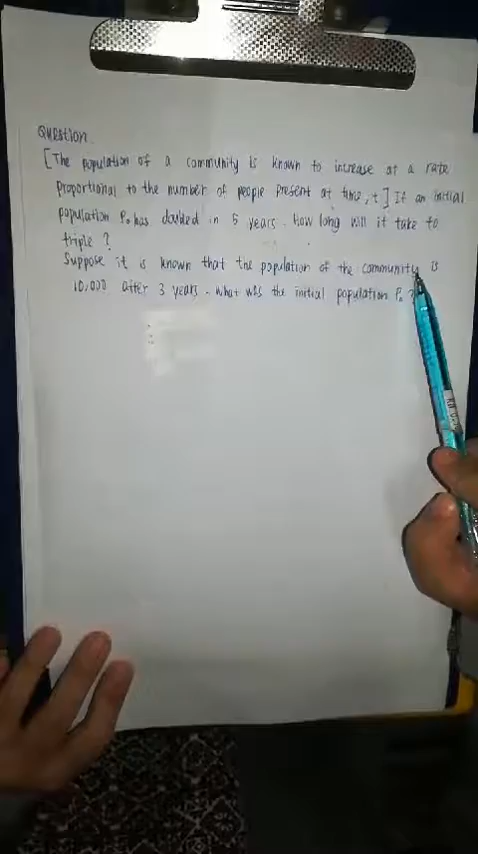 Question.
[The population of a community is known to increase at a rate
proportional to the number of people present at time, t] If an initial
population P₀ has doubled in 5 years. How long will it take to
triple ?
Suppose it is known that the population of the community is
10,000 after 3 years. What was the initial population P₀ ?